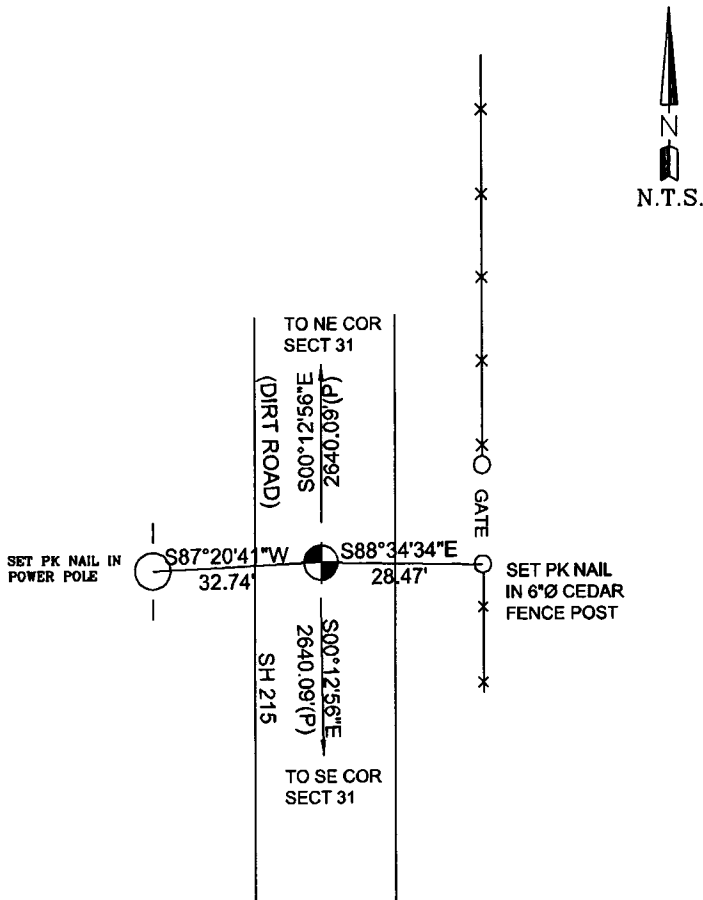 N
N.T.S.
TO NE COR
SECT 31
(DIRT ROAD)
S00°12'56"E
2640.09'(P)
GATE
S87°20'41"W
32.74'
S88°34'34"E
28.47'
SET PK NAIL IN
POWER POLE
SET PK NAIL
IN 6"Ø CEDAR
FENCE POST
SH 215
S00°12'56"E
2640.09'(P)
TO SE COR
SECT 31